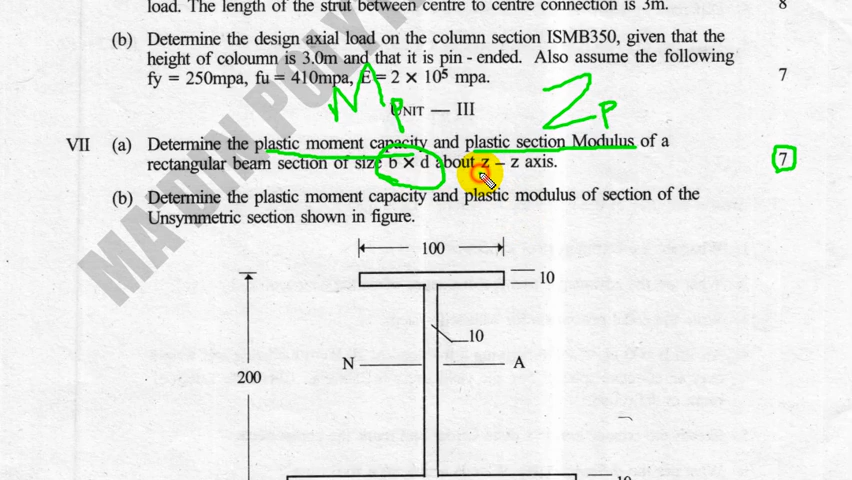 load. The length of the strut between centre to centre connection is 3m. 8
(b) Determine the design axial load on the column section ISMB350, given that the
height of coloumn is 3.0m and that it is pin - ended. Also assume the following
fy = 250mpa, fu = 410mpa, E = 2 × 10⁵ mpa. 7
Mp Zp
UNIT — III
VII (a) Determine the plastic moment capacity and plastic section Modulus of a
rectangular beam section of size b × d about z – z axis. 7
(b) Determine the plastic moment capacity and plastic modulus of section of the
Unsymmetric section shown in figure.
100
10
10
N A
200
10
MA'DIN POLY